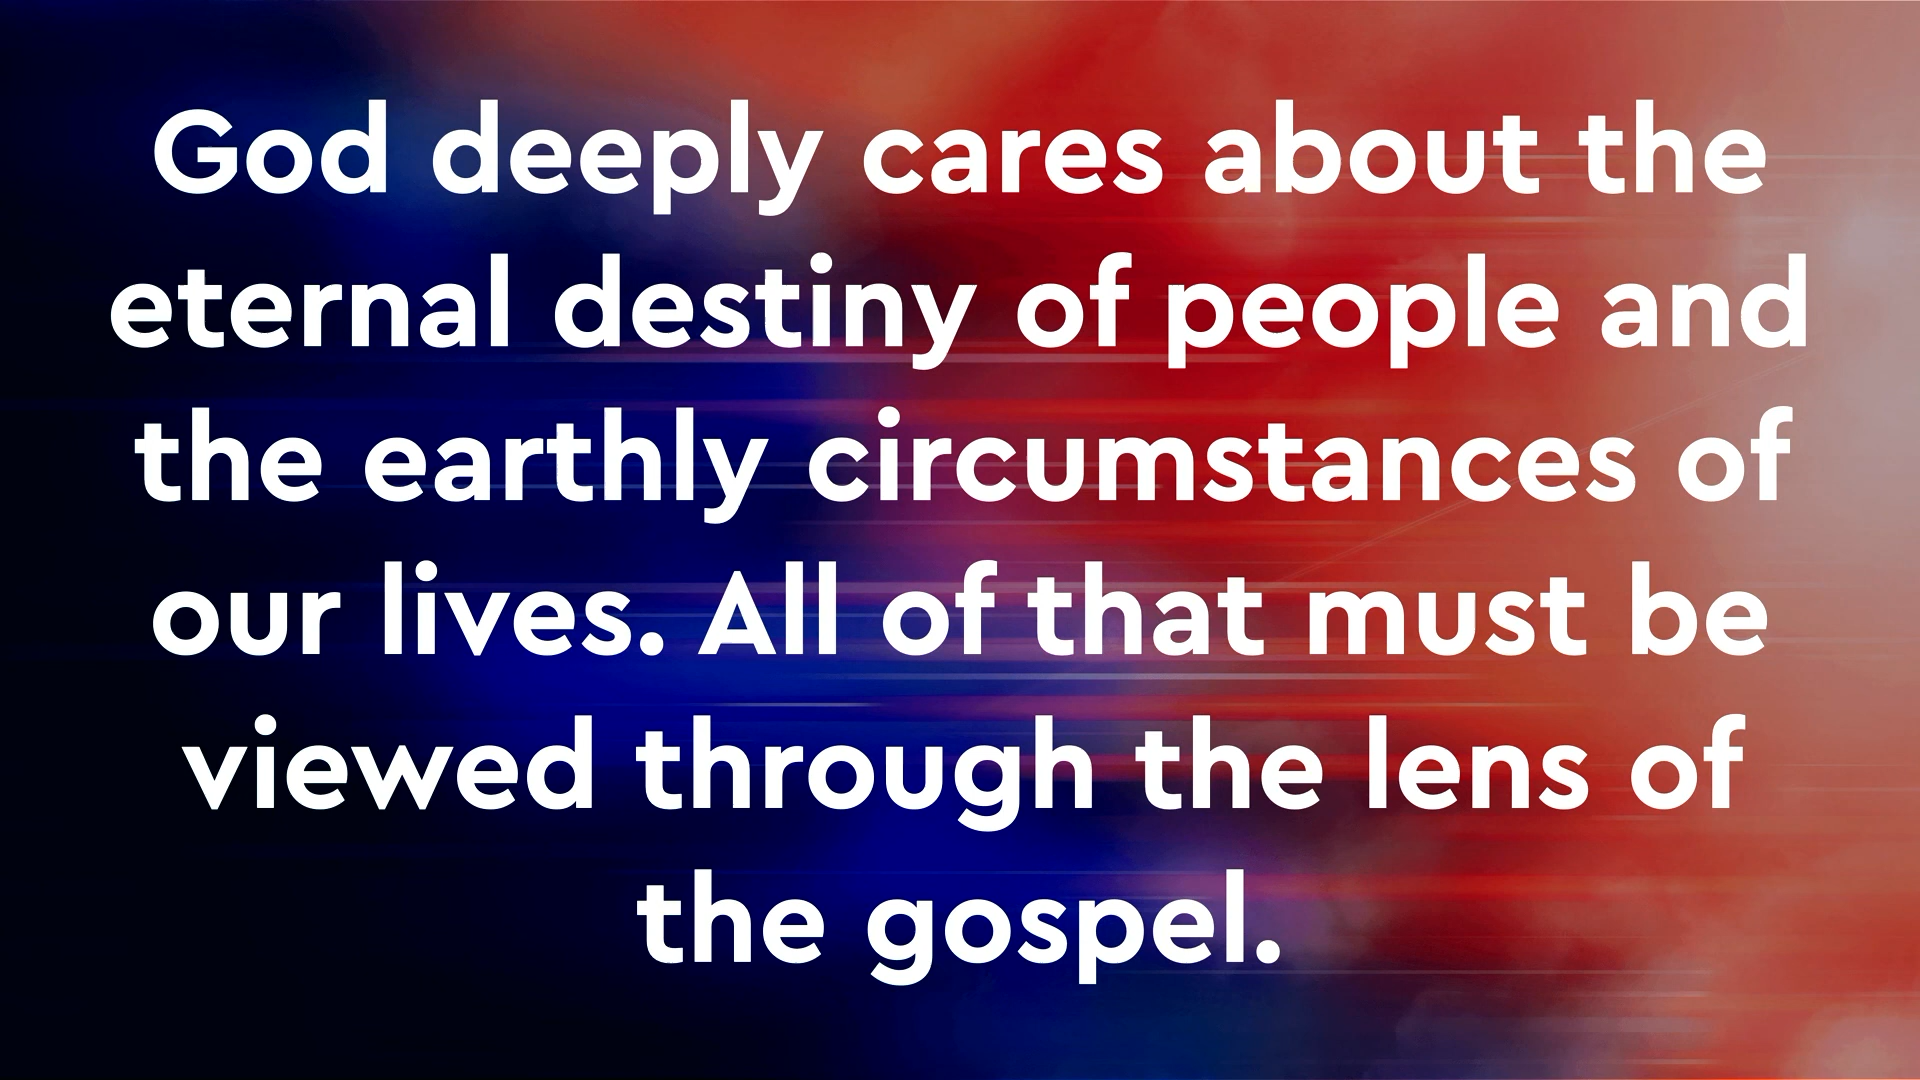 God deeply cares about the
eternal destiny of people and
the earthly circumstances of
our lives. All of that must be
viewed through the lens of
the gospel.